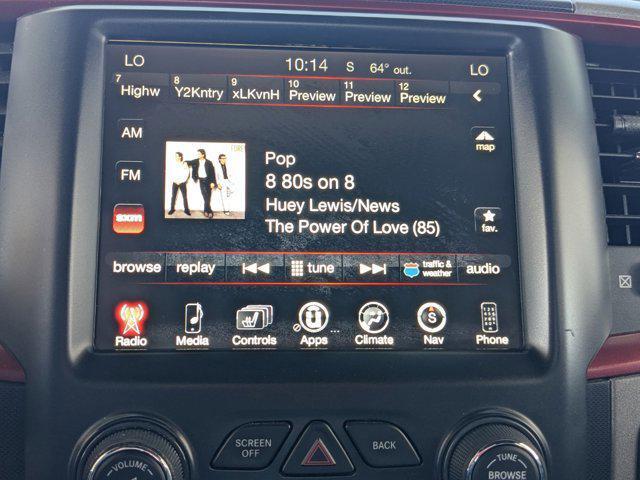 LO 10:14 S 64° out. LO
7 Highw 8 Y2Kntry 9 xLKvnH 10 Preview 11 Preview 12 Preview
AM
map
FORE
Pop
FM
8 80s on 8
Huey Lewis/News
sxm
The Power Of Love (85)
fav.
browse replay tune traffic & weather audio
S
Radio Media Controls Apps ... Climate Nav Phone
SCREEN OFF
BACK
VOLUME
TUNE
BROWSE